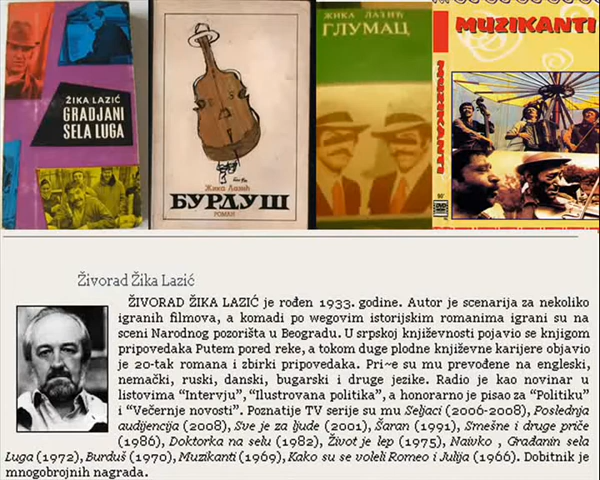 ŽIKA LAZIĆ
GRADJANI
SELA LUGA
Жика Лазић
БУРДУШ
РОМАН
ЖИКА ЛАЗИЋ
ГЛУМАЦ
MUZIKANTI
MUZIKANTI
90'
Živorad Žika Lazić
ŽIVORAD ŽIKA LAZIĆ je rođen 1933. godine. Autor je scenarija za nekoliko
igranih filmova, a komadi po wegovim istorijskim romanima igrani su na
sceni Narodnog pozorišta u Beogradu. U srpskoj književnosti pojavio se knjigom
pripovedaka Putem pored reke, a tokom duge plodne književne karijere objavio
je 20-tak romana i zbirki pripovedaka. Pri~e su mu prevođene na engleski,
nemački, ruski, danski, bugarski i druge jezike. Radio je kao novinar u
listovima “Intervju”, “Ilustrovana politika”, a honorarno je pisao za “Politiku”
i “Večernje novosti”. Poznatije TV serije su mu Seljaci (2006-2008), Poslednja
audijencija (2008), Sve je za ljude (2001), Šaran (1991), Smešne i druge priče
(1986), Doktorka na selu (1982), Život je lep (1975), Naivko , Građanin sela
Luga (1972), Burduš (1970), Muzikanti (1969), Kako su se voleli Romeo i Julija (1966). Dobitnik je
mnogobrojnih nagrada.